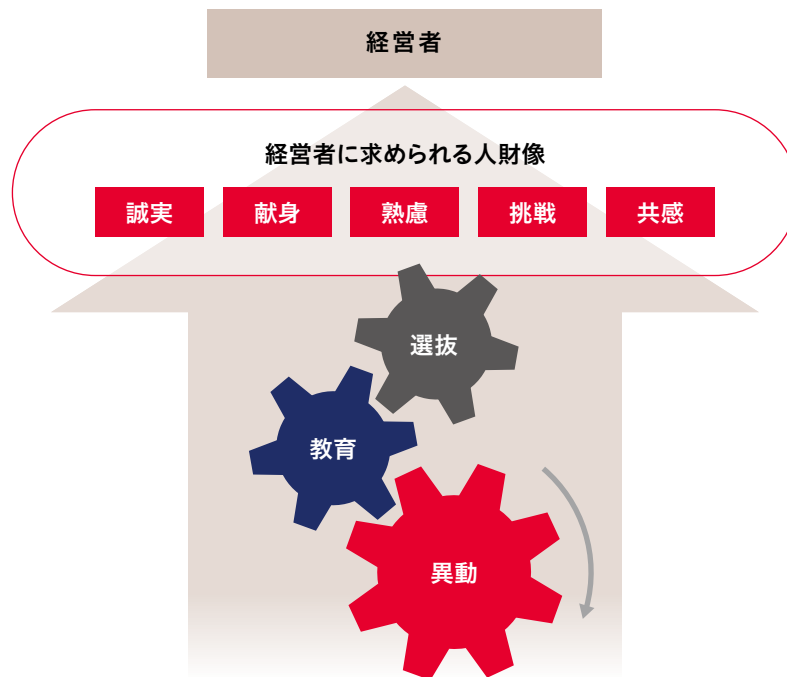 経営者
経営者に求められる人財像
誠実 献身 熟慮 挑戦 共感
選抜
教育
異動